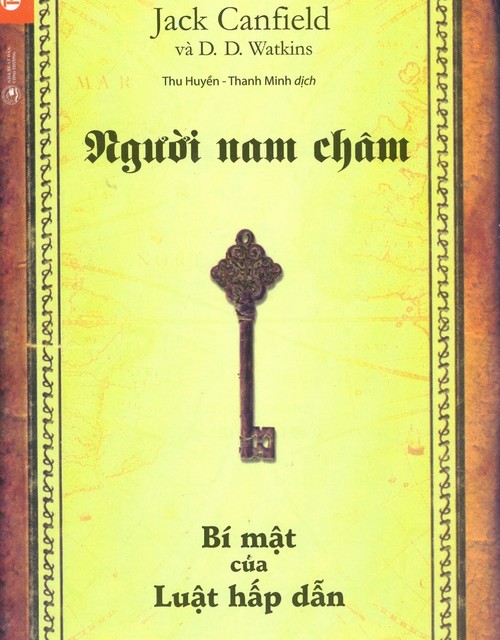 Jack Canfield
và D. D. Watkins
Thu Huyền - Thanh Minh dịch
Người nam châm
Bí mật
của
Luật hấp dẫn